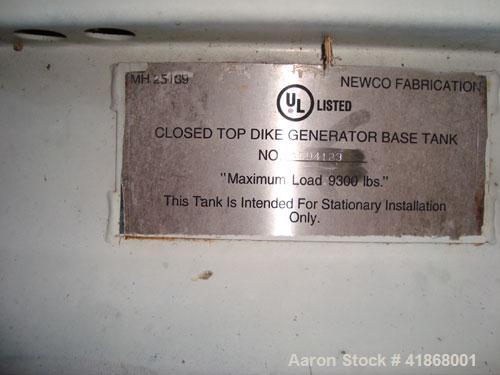 MH 25139 NEWCO FABRICATION
UL LISTED
CLOSED TOP DIKE GENERATOR BASE TANK
NO.
"Maximum Load 9300 lbs."
This Tank Is Intended For Stationary Installation
Only.
Aaron Stock # 41868001